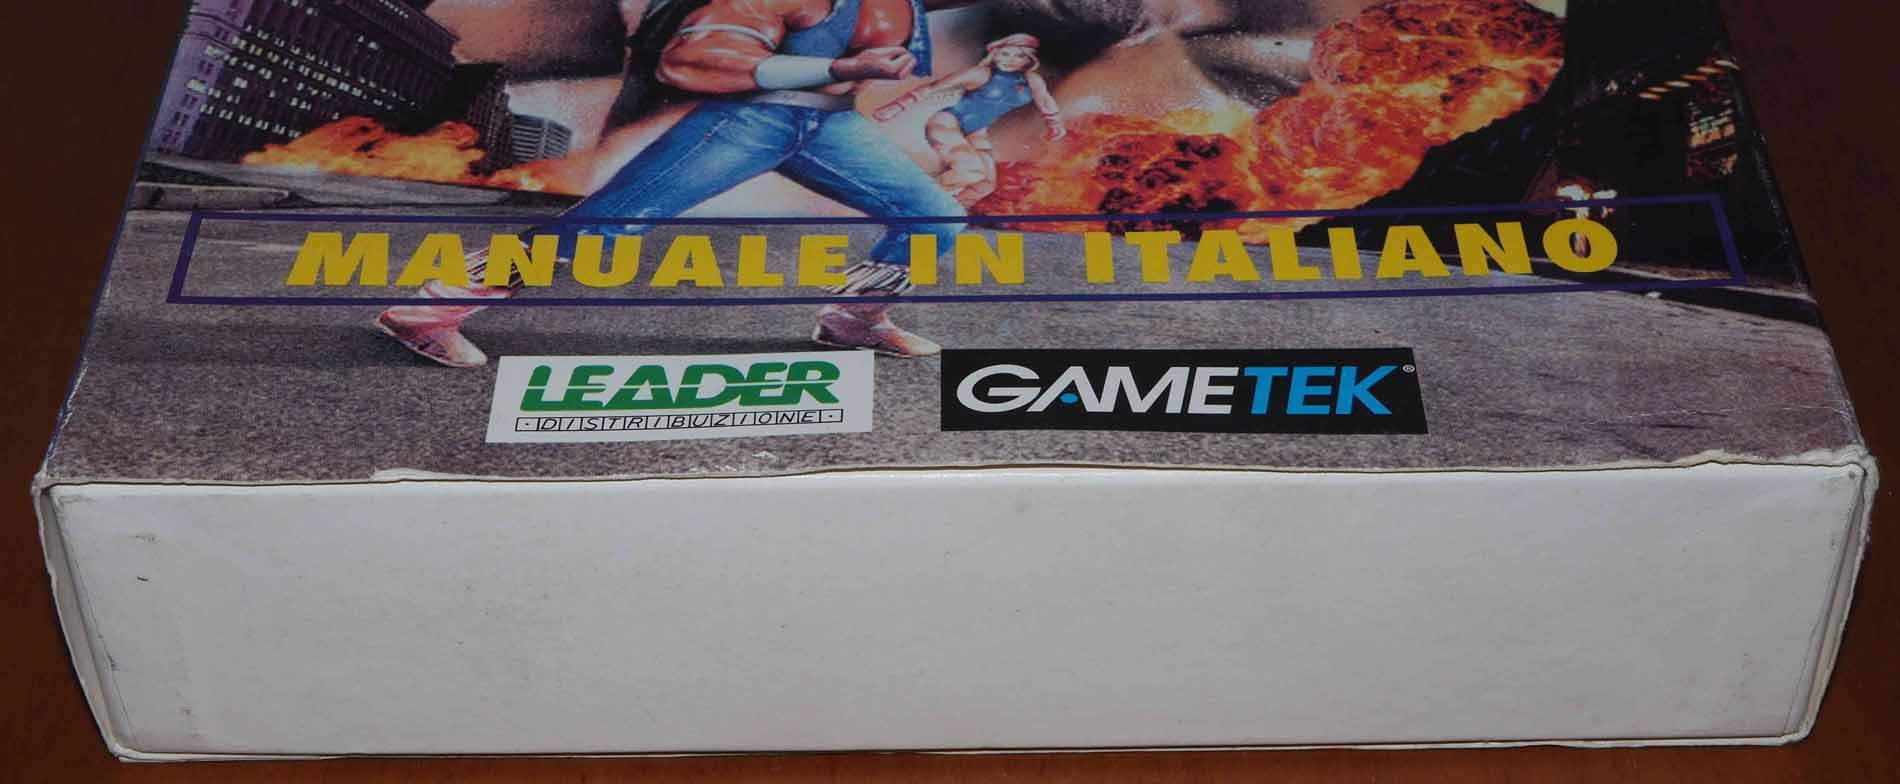 MANUALE IN ITALIANO
LEADER
·DISTRIBUZIONE·
GAMETEK®